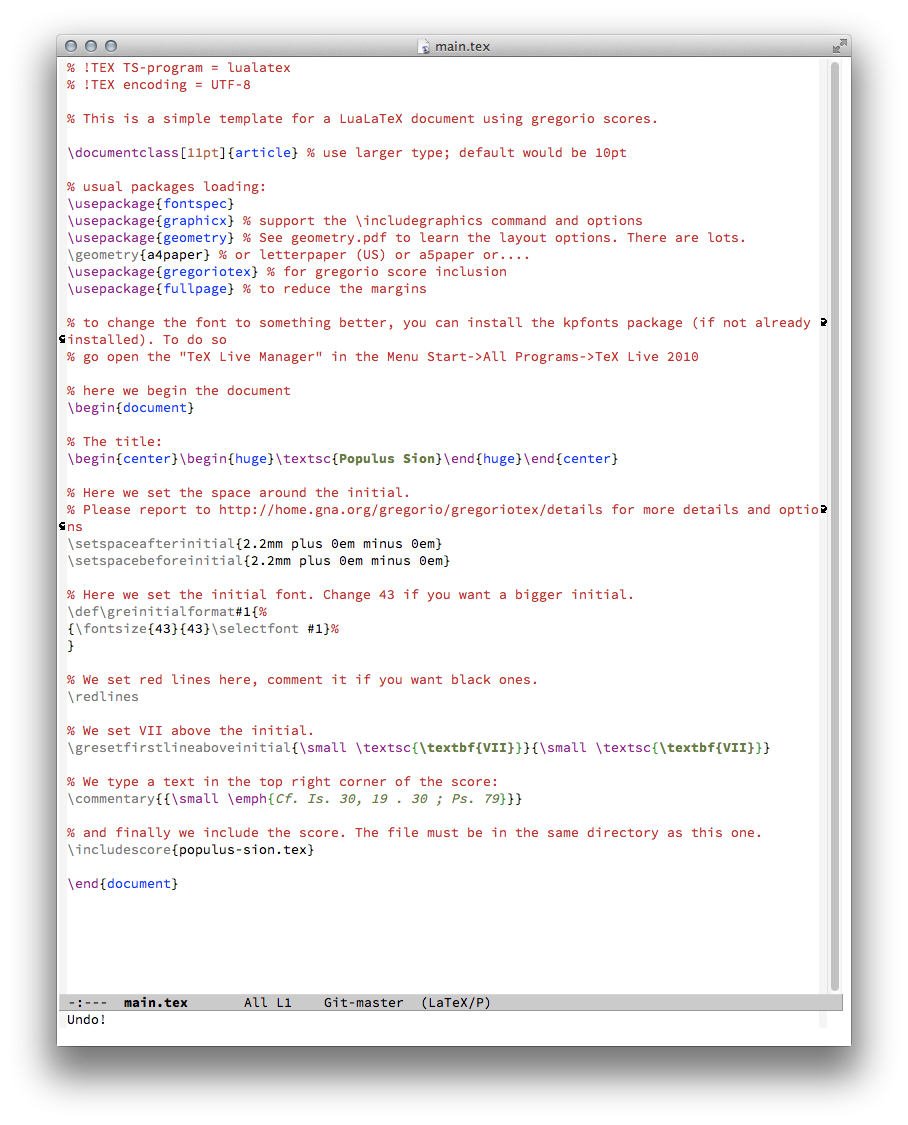 main.tex
% !TEX TS-program = lualatex
% !TEX encoding = UTF-8
% This is a simple template for a LuaLaTeX document using gregorio scores.
\documentclass[11pt]{article} % use larger type; default would be 10pt
% usual packages loading:
\usepackage{fontspec}
\usepackage{graphicx} % support the \includegraphics command and options
\usepackage{geometry} % See geometry.pdf to learn the layout options. There are lots.
\geometry{a4paper} % or letterpaper (US) or a5paper or....
\usepackage{gregoriotex} % for gregorio score inclusion
\usepackage{fullpage} % to reduce the margins
% to change the font to something better, you can install the kpfonts package (if not already
installed). To do so
% go open the "TeX Live Manager" in the Menu Start->All Programs->TeX Live 2010
% here we begin the document
\begin{document}
% The title:
\begin{center}\begin{huge}\textsc{Populus Sion}\end{huge}\end{center}
% Here we set the space around the initial.
% Please report to http://home.gna.org/gregorio/gregoriotex/details for more details and optio
ns
\setspaceafterinitial{2.2mm plus 0em minus 0em}
\setspacebeforeinitial{2.2mm plus 0em minus 0em}
% Here we set the initial font. Change 43 if you want a bigger initial.
\def\greinitialformat#1{%
{\fontsize{43}{43}\selectfont #1}%
}
% We set red lines here, comment it if you want black ones.
\redlines
% We set VII above the initial.
\gresetfirstlineaboveinitial{\small \textsc{\textbf{VII}}}{\small \textsc{\textbf{VII}}}
% We type a text in the top right corner of the score:
\commentary{{\small \emph{Cf. Is. 30, 19 . 30 ; Ps. 79}}}
% and finally we include the score. The file must be in the same directory as this one.
\includescore{populus-sion.tex}
\end{document}
-:--- main.tex All L1 Git-master (LaTeX/P)
Undo!